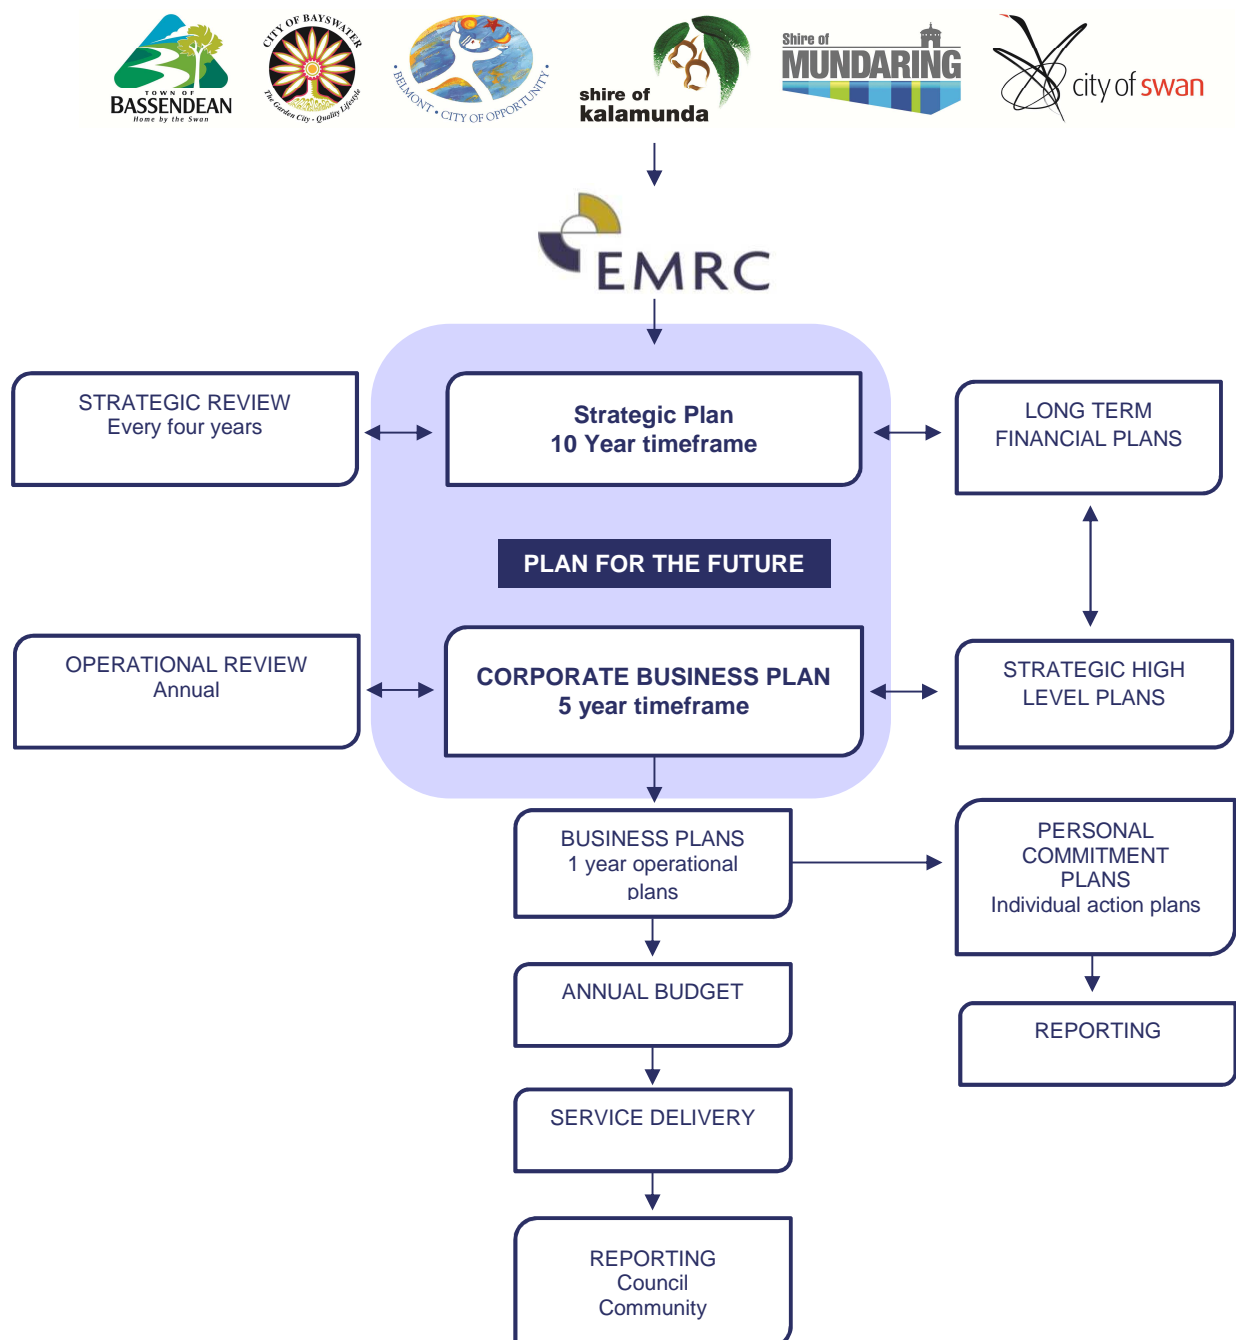 TOWN OF
BASSENDEAN
Home by the Swan
CITY OF BAYSWATER
The Garden City - Quality Lifestyle
• BELMONT • CITY OF OPPORTUNITY •
shire of
kalamunda
Shire of
MUNDARING
city of swan
EMRC
STRATEGIC REVIEW
Every four years
Strategic Plan
10 Year timeframe
LONG TERM
FINANCIAL PLANS
PLAN FOR THE FUTURE
OPERATIONAL REVIEW
Annual
CORPORATE BUSINESS PLAN
5 year timeframe
STRATEGIC HIGH
LEVEL PLANS
BUSINESS PLANS
1 year operational
plans
PERSONAL
COMMITMENT
PLANS
Individual action plans
ANNUAL BUDGET
REPORTING
SERVICE DELIVERY
REPORTING
Council
Community